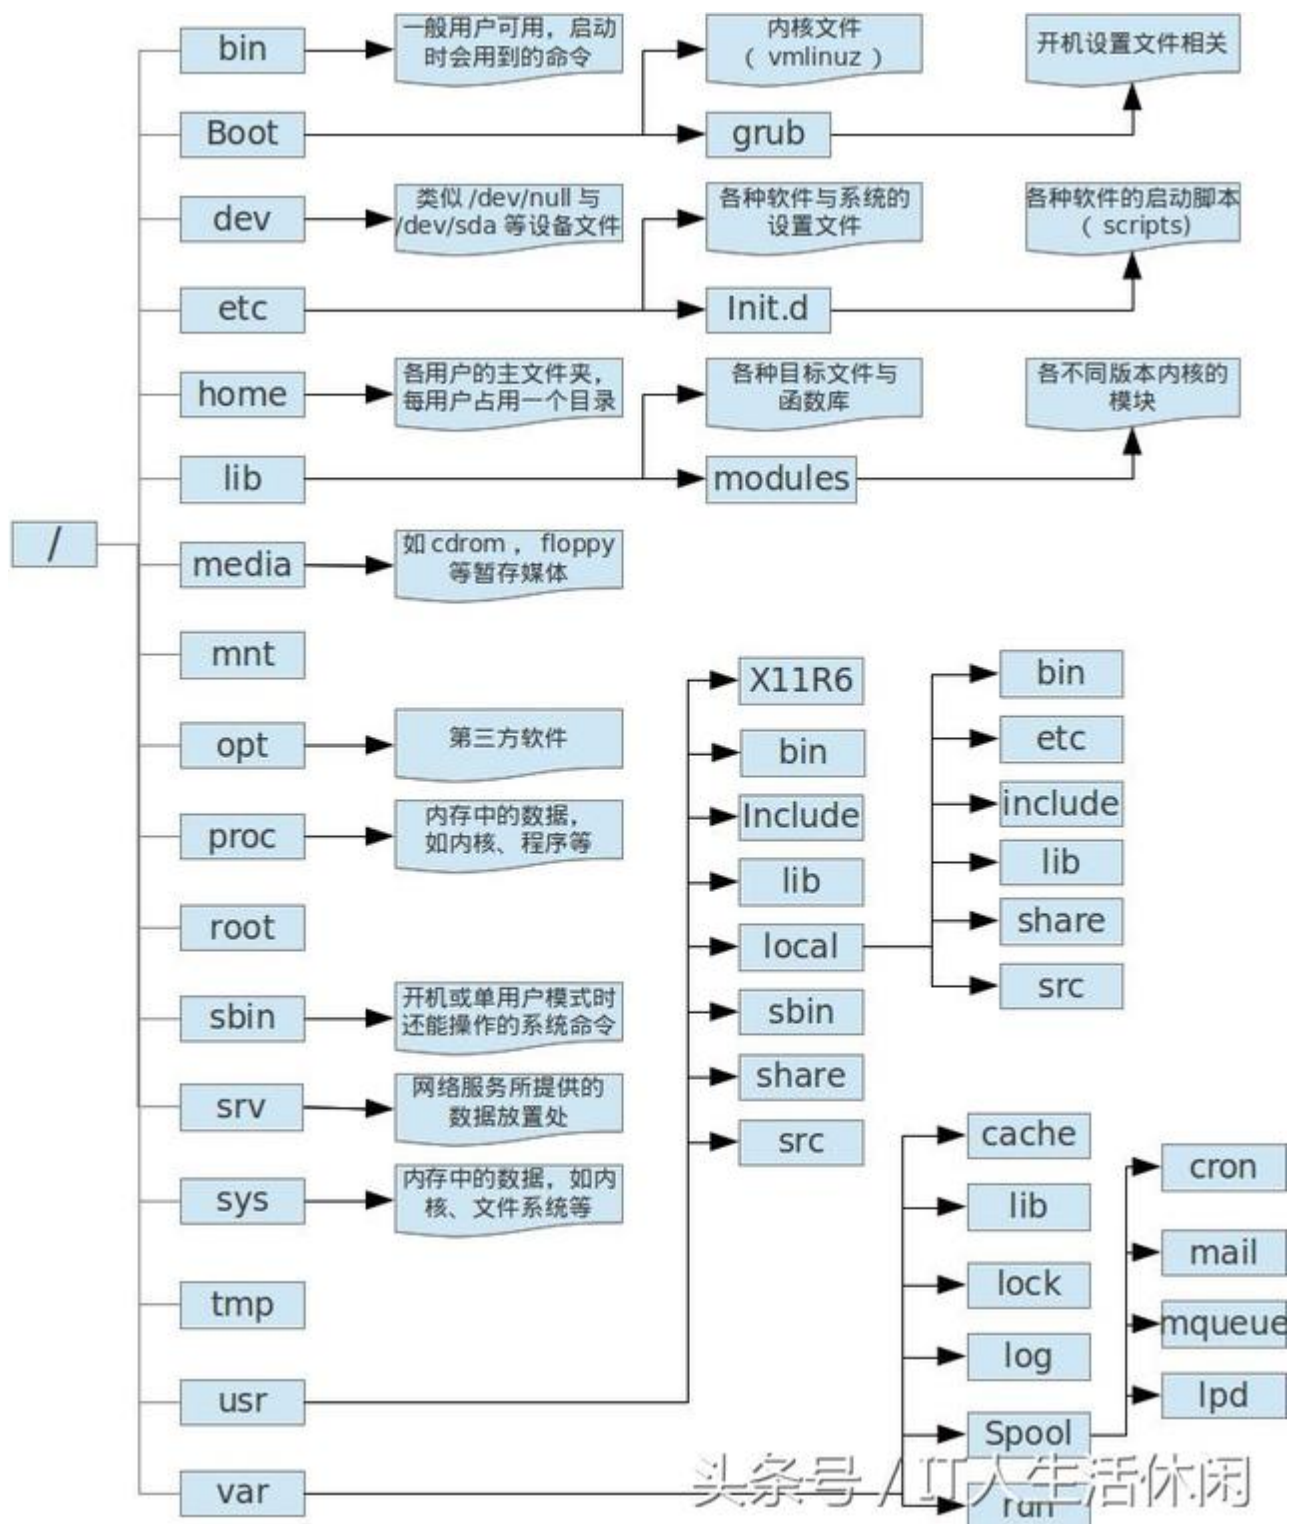 一般用户可用，启动
时会用到的命令
内核文件
（ vmlinuz ）
开机设置文件相关
bin
Boot
grub
类似 /dev/null 与
/dev/sda 等设备文件
各种软件与系统的
设置文件
各种软件的启动脚本
（ scripts)
dev
etc
Init.d
各用户的主文件夹，
每用户占用一个目录
各种目标文件与
函数库
各不同版本内核的
模块
home
lib
modules
/
media
如 cdrom ， floppy
等暂存媒体
mnt
opt
第三方软件
proc
内存中的数据，
如内核、程序等
root
sbin
开机或单用户模式时
还能操作的系统命令
srv
网络服务所提供的
数据放置处
sys
内存中的数据，如内
核、文件系统等
tmp
usr
var
X11R6
bin
Include
lib
local
sbin
share
src
bin
etc
include
lib
share
src
cache
lib
lock
log
Spool
run
cron
mail
mqueue
lpd
头条号 / IT人生活休闲